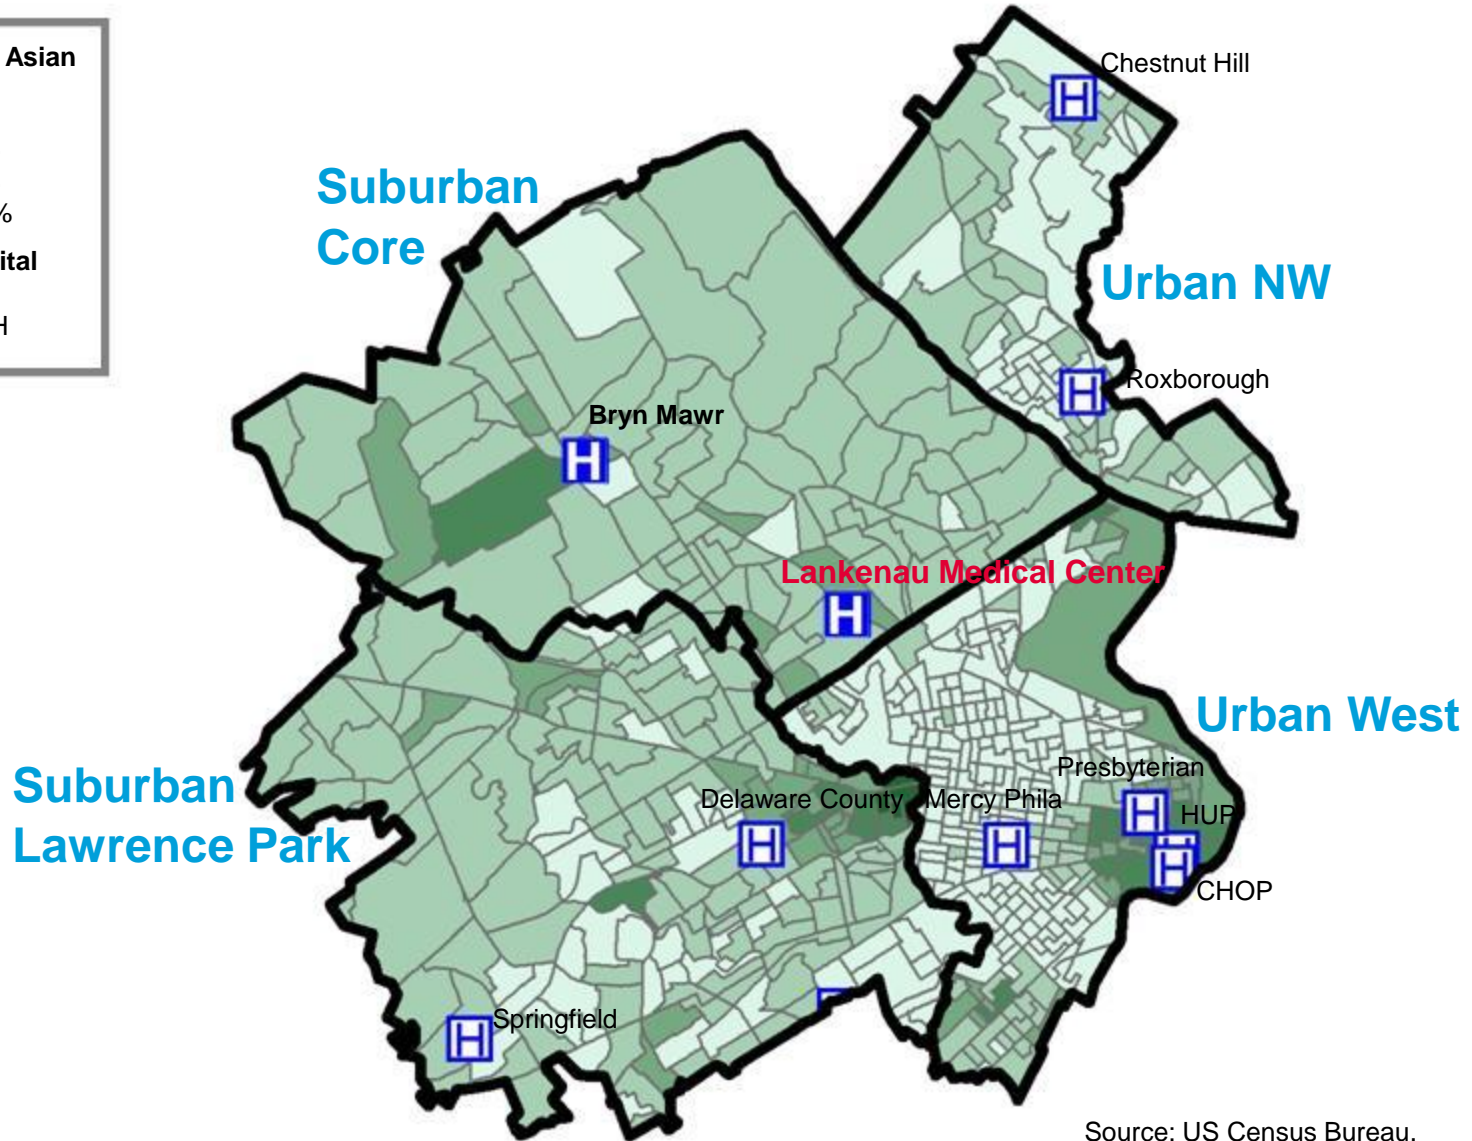 Asian
%
ital
H
Chestnut Hill
H
Suburban
Core
Urban NW
Roxborough
H
Bryn Mawr
H
Lankenau Medical Center
H
Urban West
Suburban
Lawrence Park
Presbyterian
Delaware County
Mercy Phila
H
HUP
H
H
H
CHOP
Springfield
H
Source: US Census Bureau.